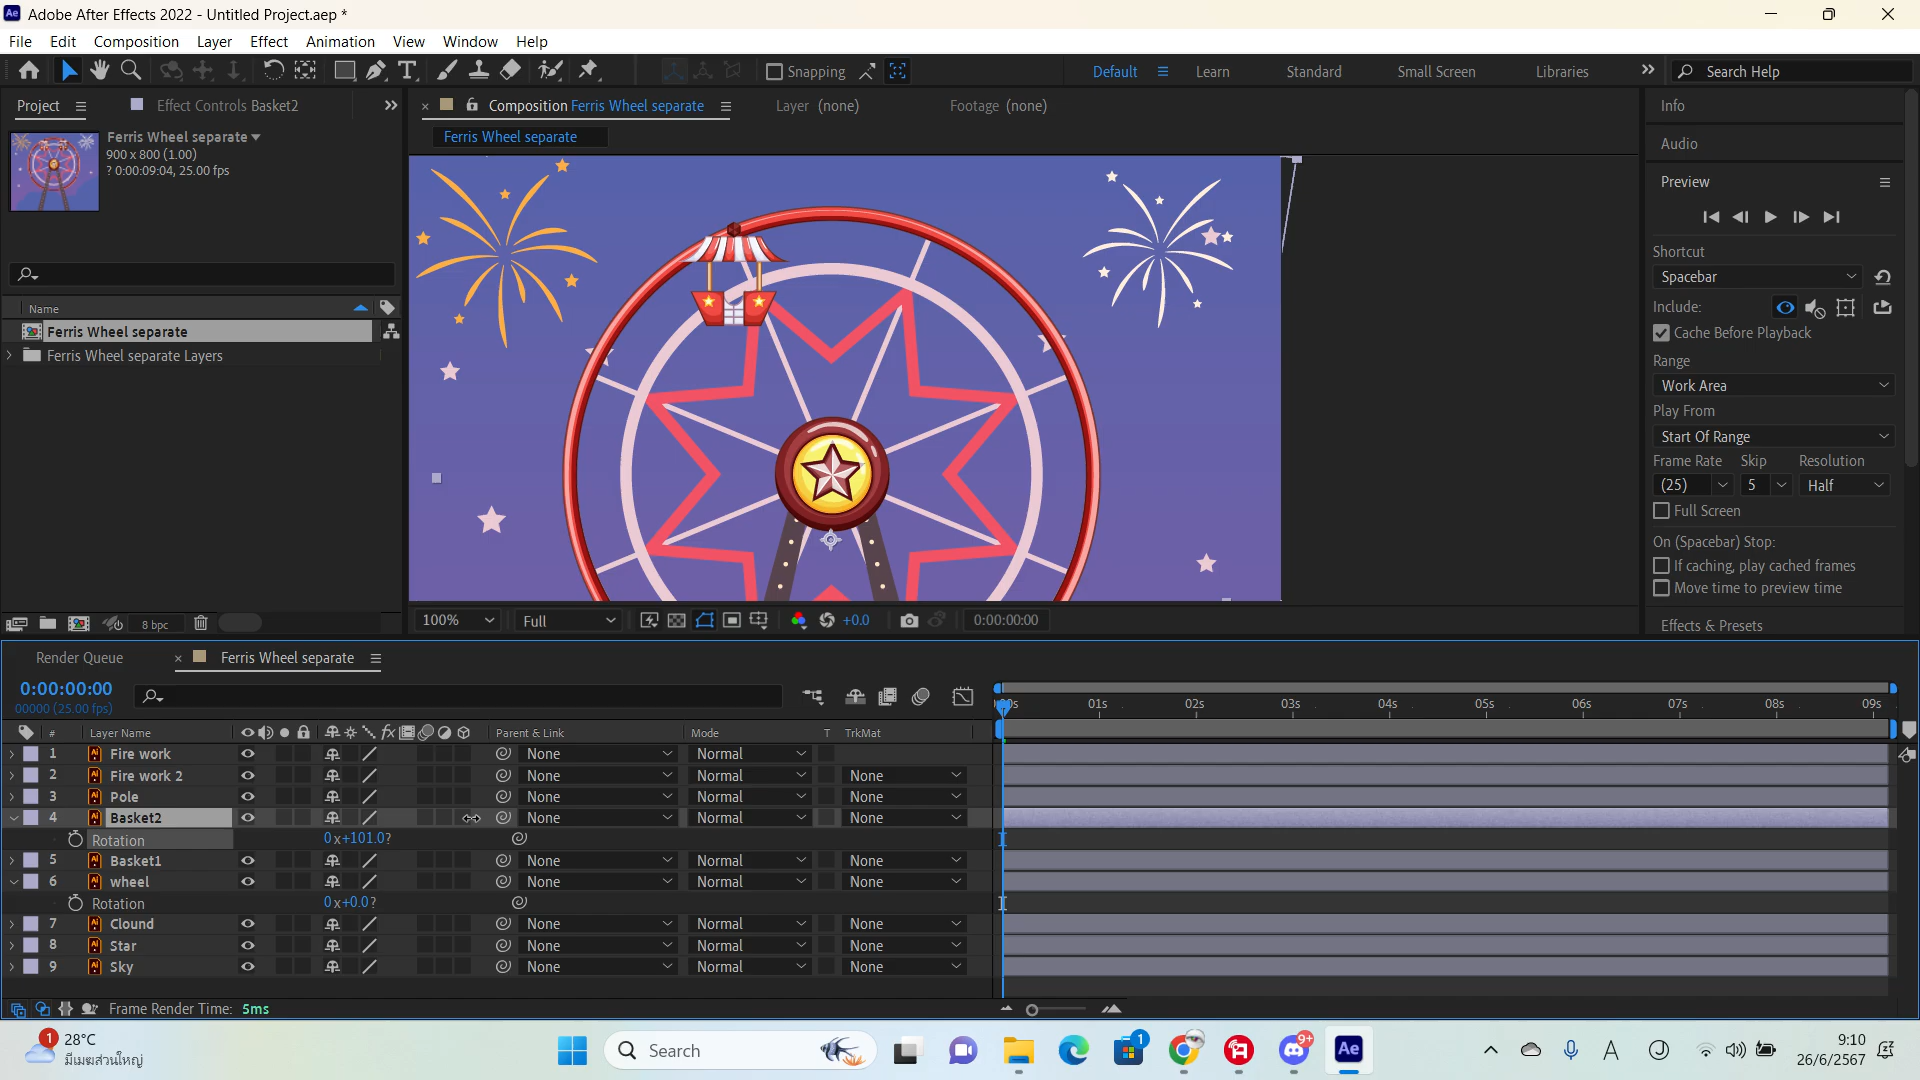 Adobe After Effects 2022 - Untitled Project.aep *
File Edit Composition Layer Effect Animation View Window Help
Snapping Default Learn Standard Small Screen Libraries Search Help
Project Effect Controls Basket2 Composition Ferris Wheel separate Layer (none) Footage (none)
Ferris Wheel separate
Ferris Wheel separate
900 x 800 (1.00)
? 0:00:09:04, 25.00 fps
Name
Ferris Wheel separate
Ferris Wheel separate Layers
8 bpc
100% Full +0.0 0:00:00:00
Info
Audio
Preview
Shortcut
Spacebar
Include:
Cache Before Playback
Range
Work Area
Play From
Start Of Range
Frame Rate Skip Resolution
(25) 5 Half
Full Screen
On (Spacebar) Stop:
If caching, play cached frames
Move time to preview time
Effects & Presets
Render Queue Ferris Wheel separate
0:00:00:00
00000 (25.00 fps)
01s 02s 03s 04s 05s 06s 07s 08s 09s
# Layer Name Parent & Link Mode T TrkMat
1 Fire work None Normal
2 Fire work 2 None Normal None
3 Pole None Normal None
4 Basket2 None Normal None
Rotation 0x+101.0?
5 Basket1 None Normal None
6 wheel None Normal None
Rotation 0x+0.0?
7 Clound None Normal None
8 Star None Normal None
9 Sky None Normal None
Frame Render Time: 5ms
1 28°C
มีเมฆส่วนใหญ่
Search
1
9+
Ae
A
9:10
26/6/2567